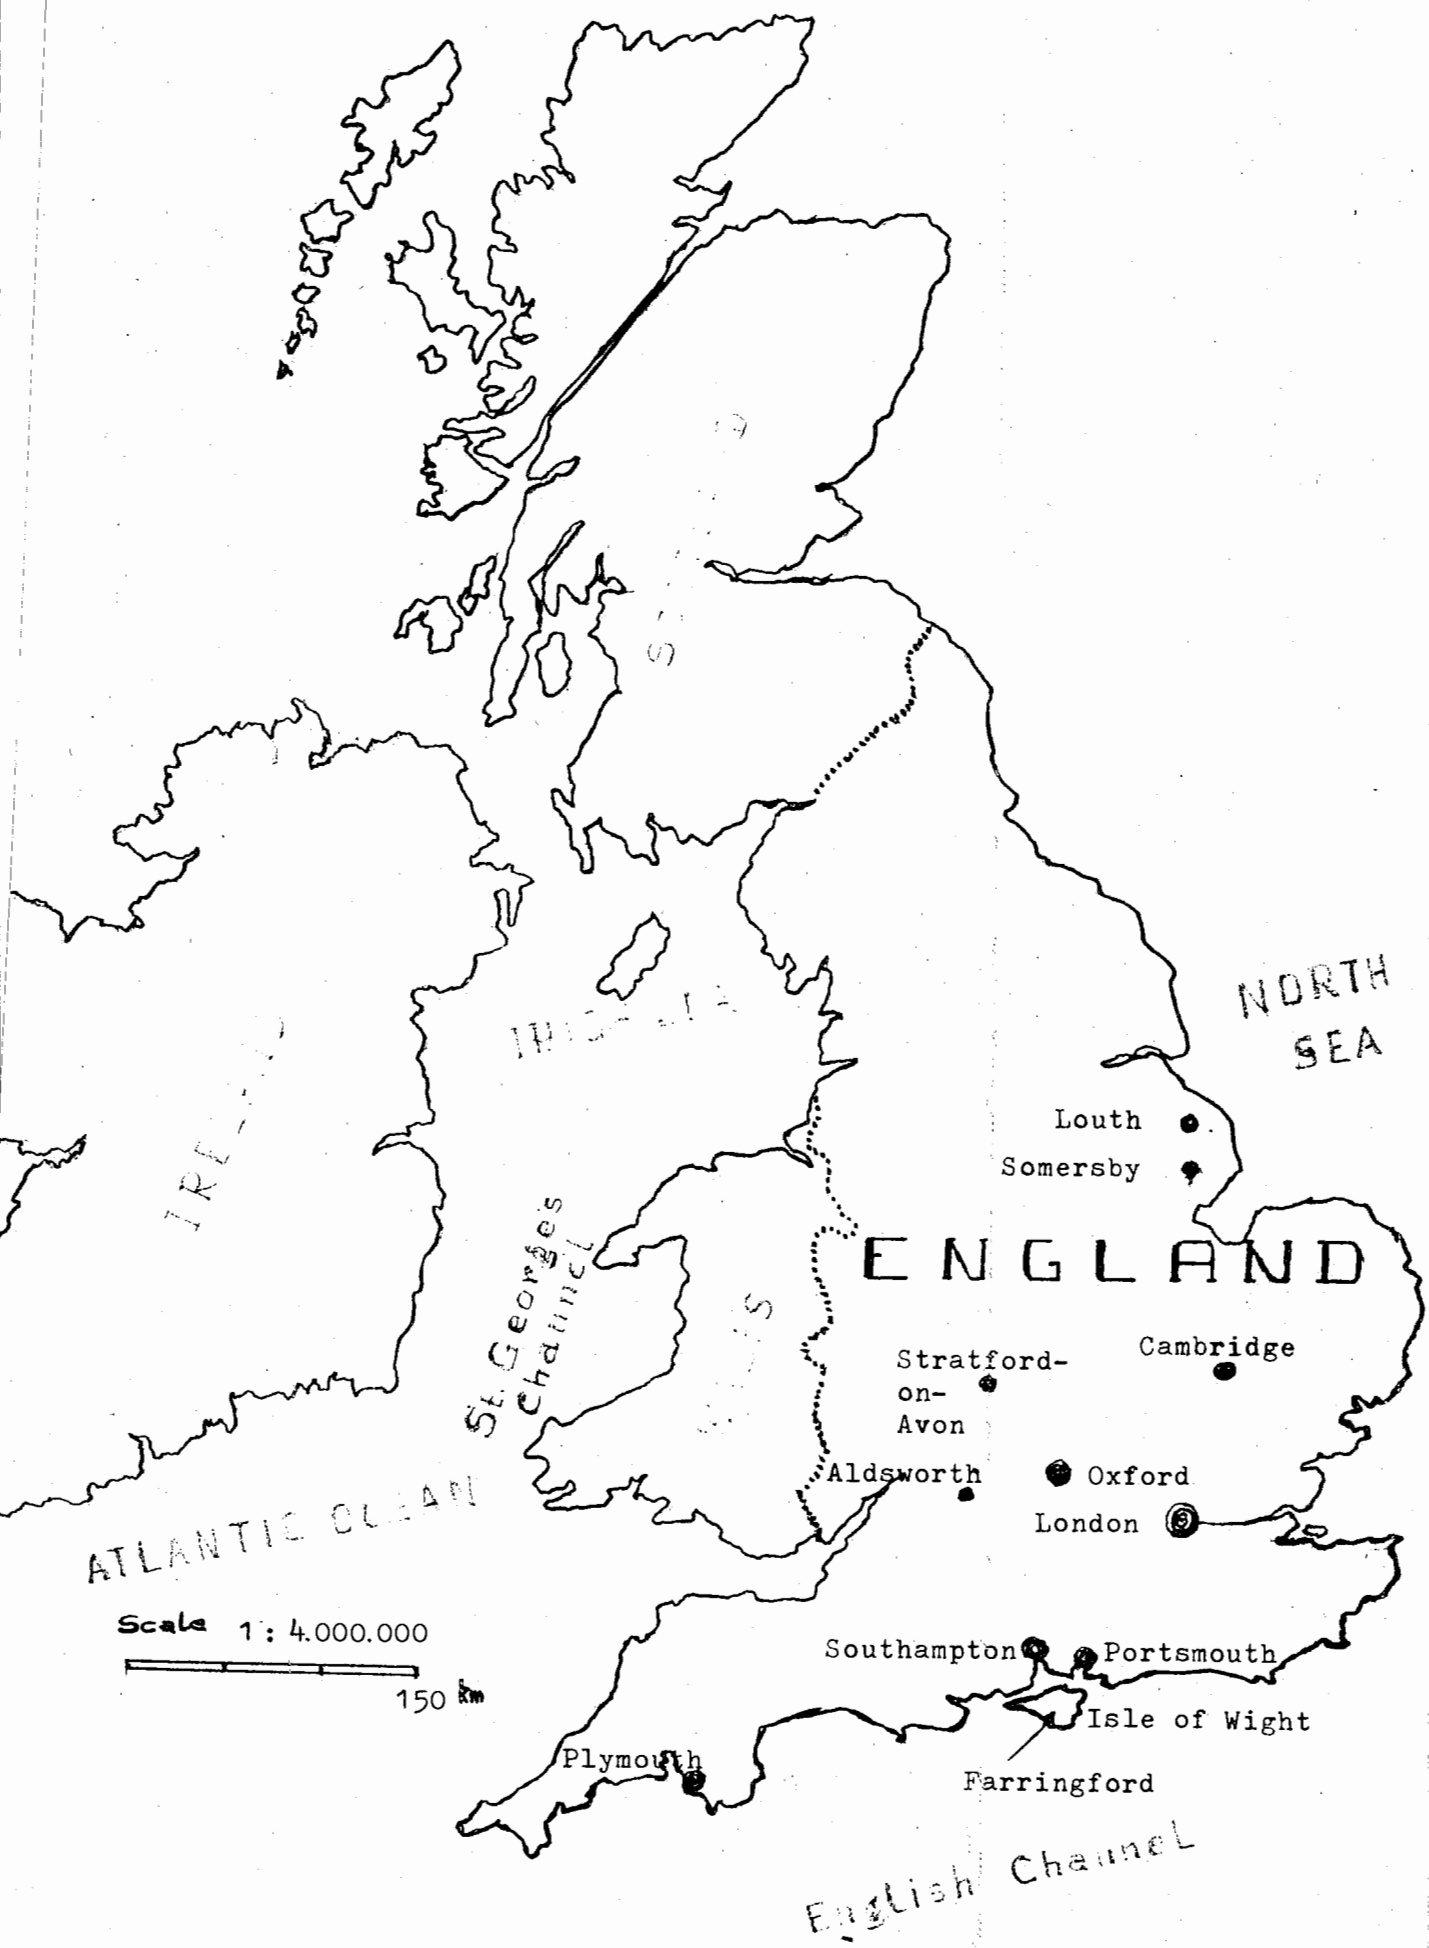 NORTH
SEA
Louth
Somersby
ENGLAND
St. George's
Channel
Stratford-
on-
Avon
Cambridge
Aldsworth
Oxford
London
ATLANTIC
Scale 1: 4.000.000
150 km
Southampton
Portsmouth
Isle of Wight
Plymouth
Farringford
English Channel